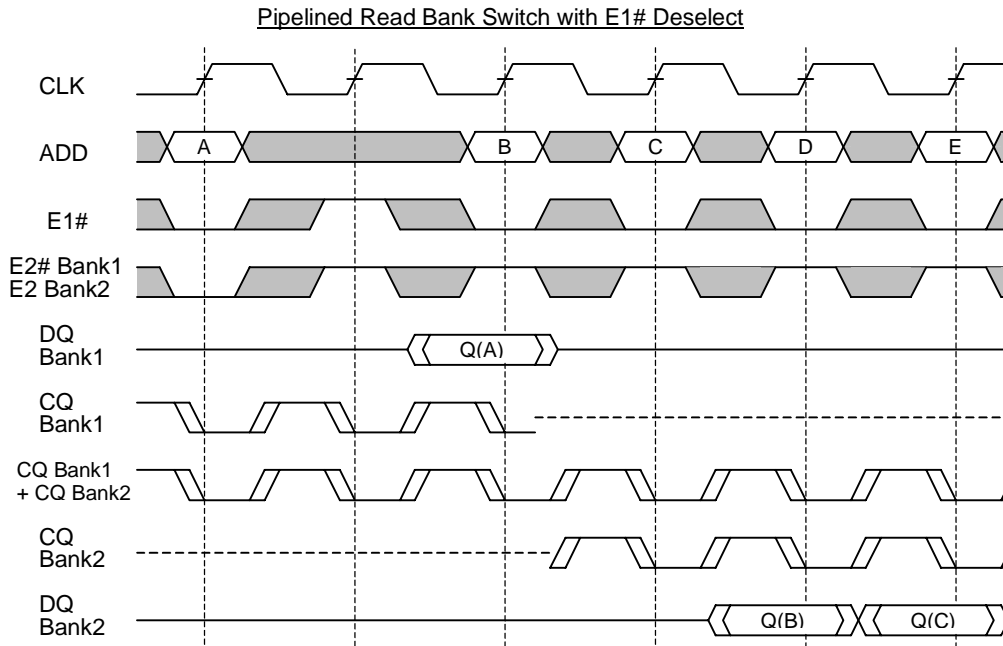 Pipelined Read Bank Switch with E1# Deselect
CLK
ADD
A
B
C
D
E
E1#
E2# Bank1
E2 Bank2
DQ
Bank1
Q(A)
CQ
Bank1
CQ Bank1
+ CQ Bank2
CQ
Bank2
DQ
Bank2
Q(B)
Q(C)